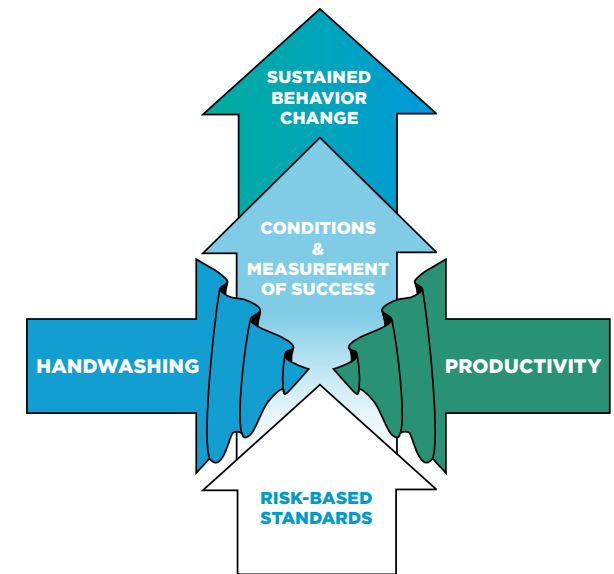 SUSTAINED
BEHAVIOR
CHANGE
CONDITIONS
&
MEASUREMENT
OF SUCCESS
HANDWASHING
PRODUCTIVITY
RISK-BASED
STANDARDS